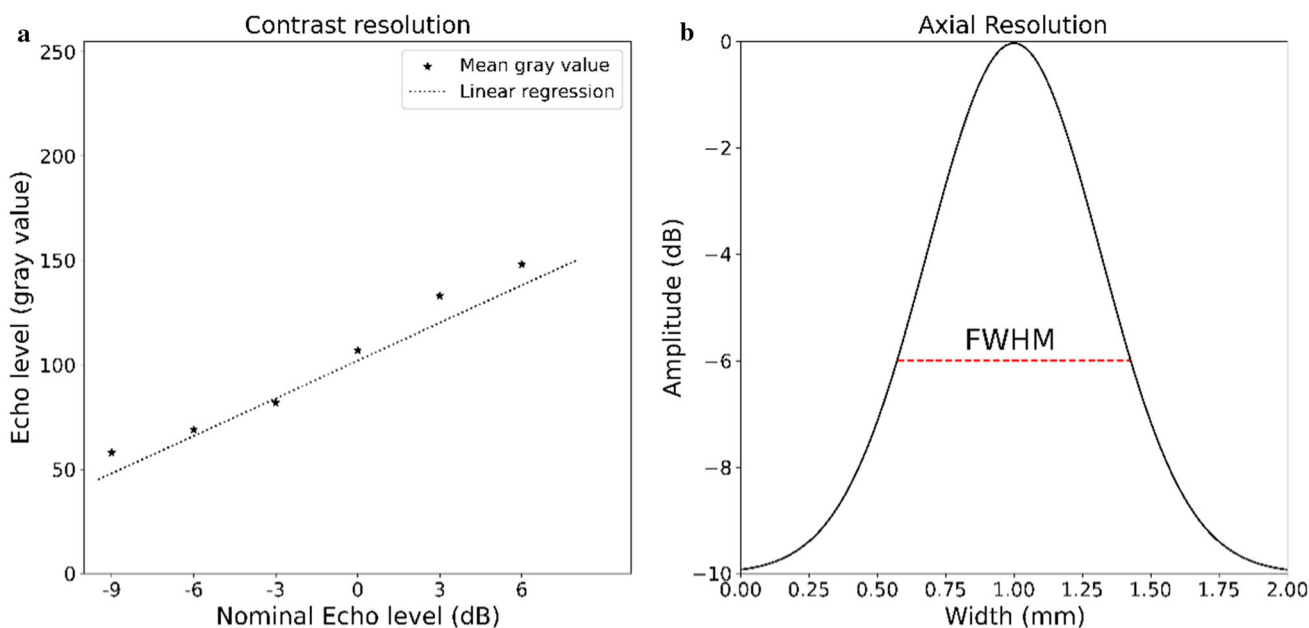 a
Contrast resolution
250
200
150
100
50
0
Echo level (gray value)
Mean gray value
Linear regression
-9
-6
-3
0
3
6
Nominal Echo level (dB)
b
Axial Resolution
0
−2
−4
−6
−8
−10
Amplitude (dB)
FWHM
0.00
0.25
0.50
0.75
1.00
1.25
1.50
1.75
2.00
Width (mm)